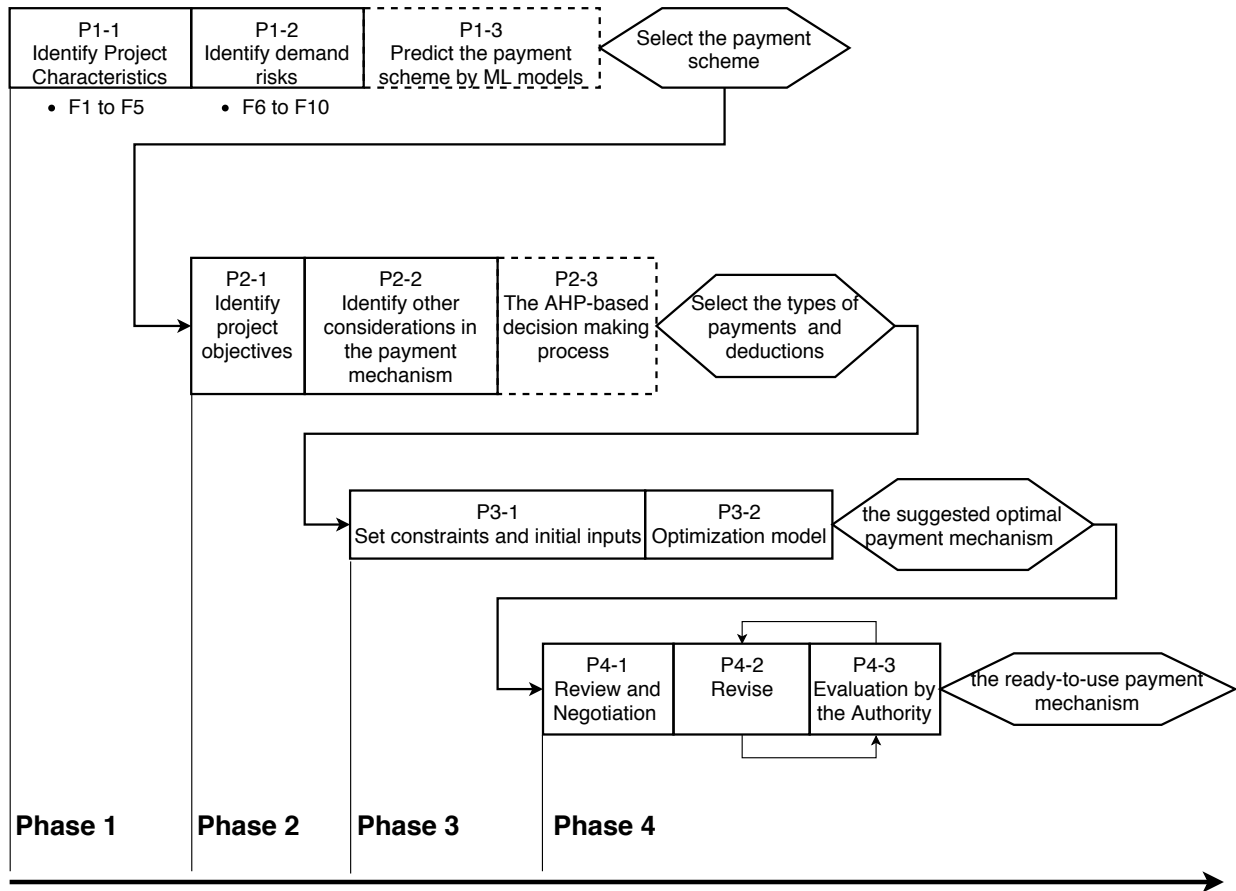 P1-1
Identify Project
Characteristics
• F1 to F5
P1-2
Identify demand
risks
• F6 to F10
P1-3
Predict the payment
scheme by ML models
Select the payment
scheme
P2-1
Identify
project
objectives
P2-2
Identify other
considerations in
the payment
mechanism
P2-3
The AHP-based
decision making
process
Select the types of
payments and
deductions
P3-1
Set constraints and initial inputs
P3-2
Optimization model
the suggested optimal
payment mechanism
P4-1
Review and
Negotiation
P4-2
Revise
P4-3
Evaluation by
the Authority
the ready-to-use payment
mechanism
Phase 1
Phase 2
Phase 3
Phase 4